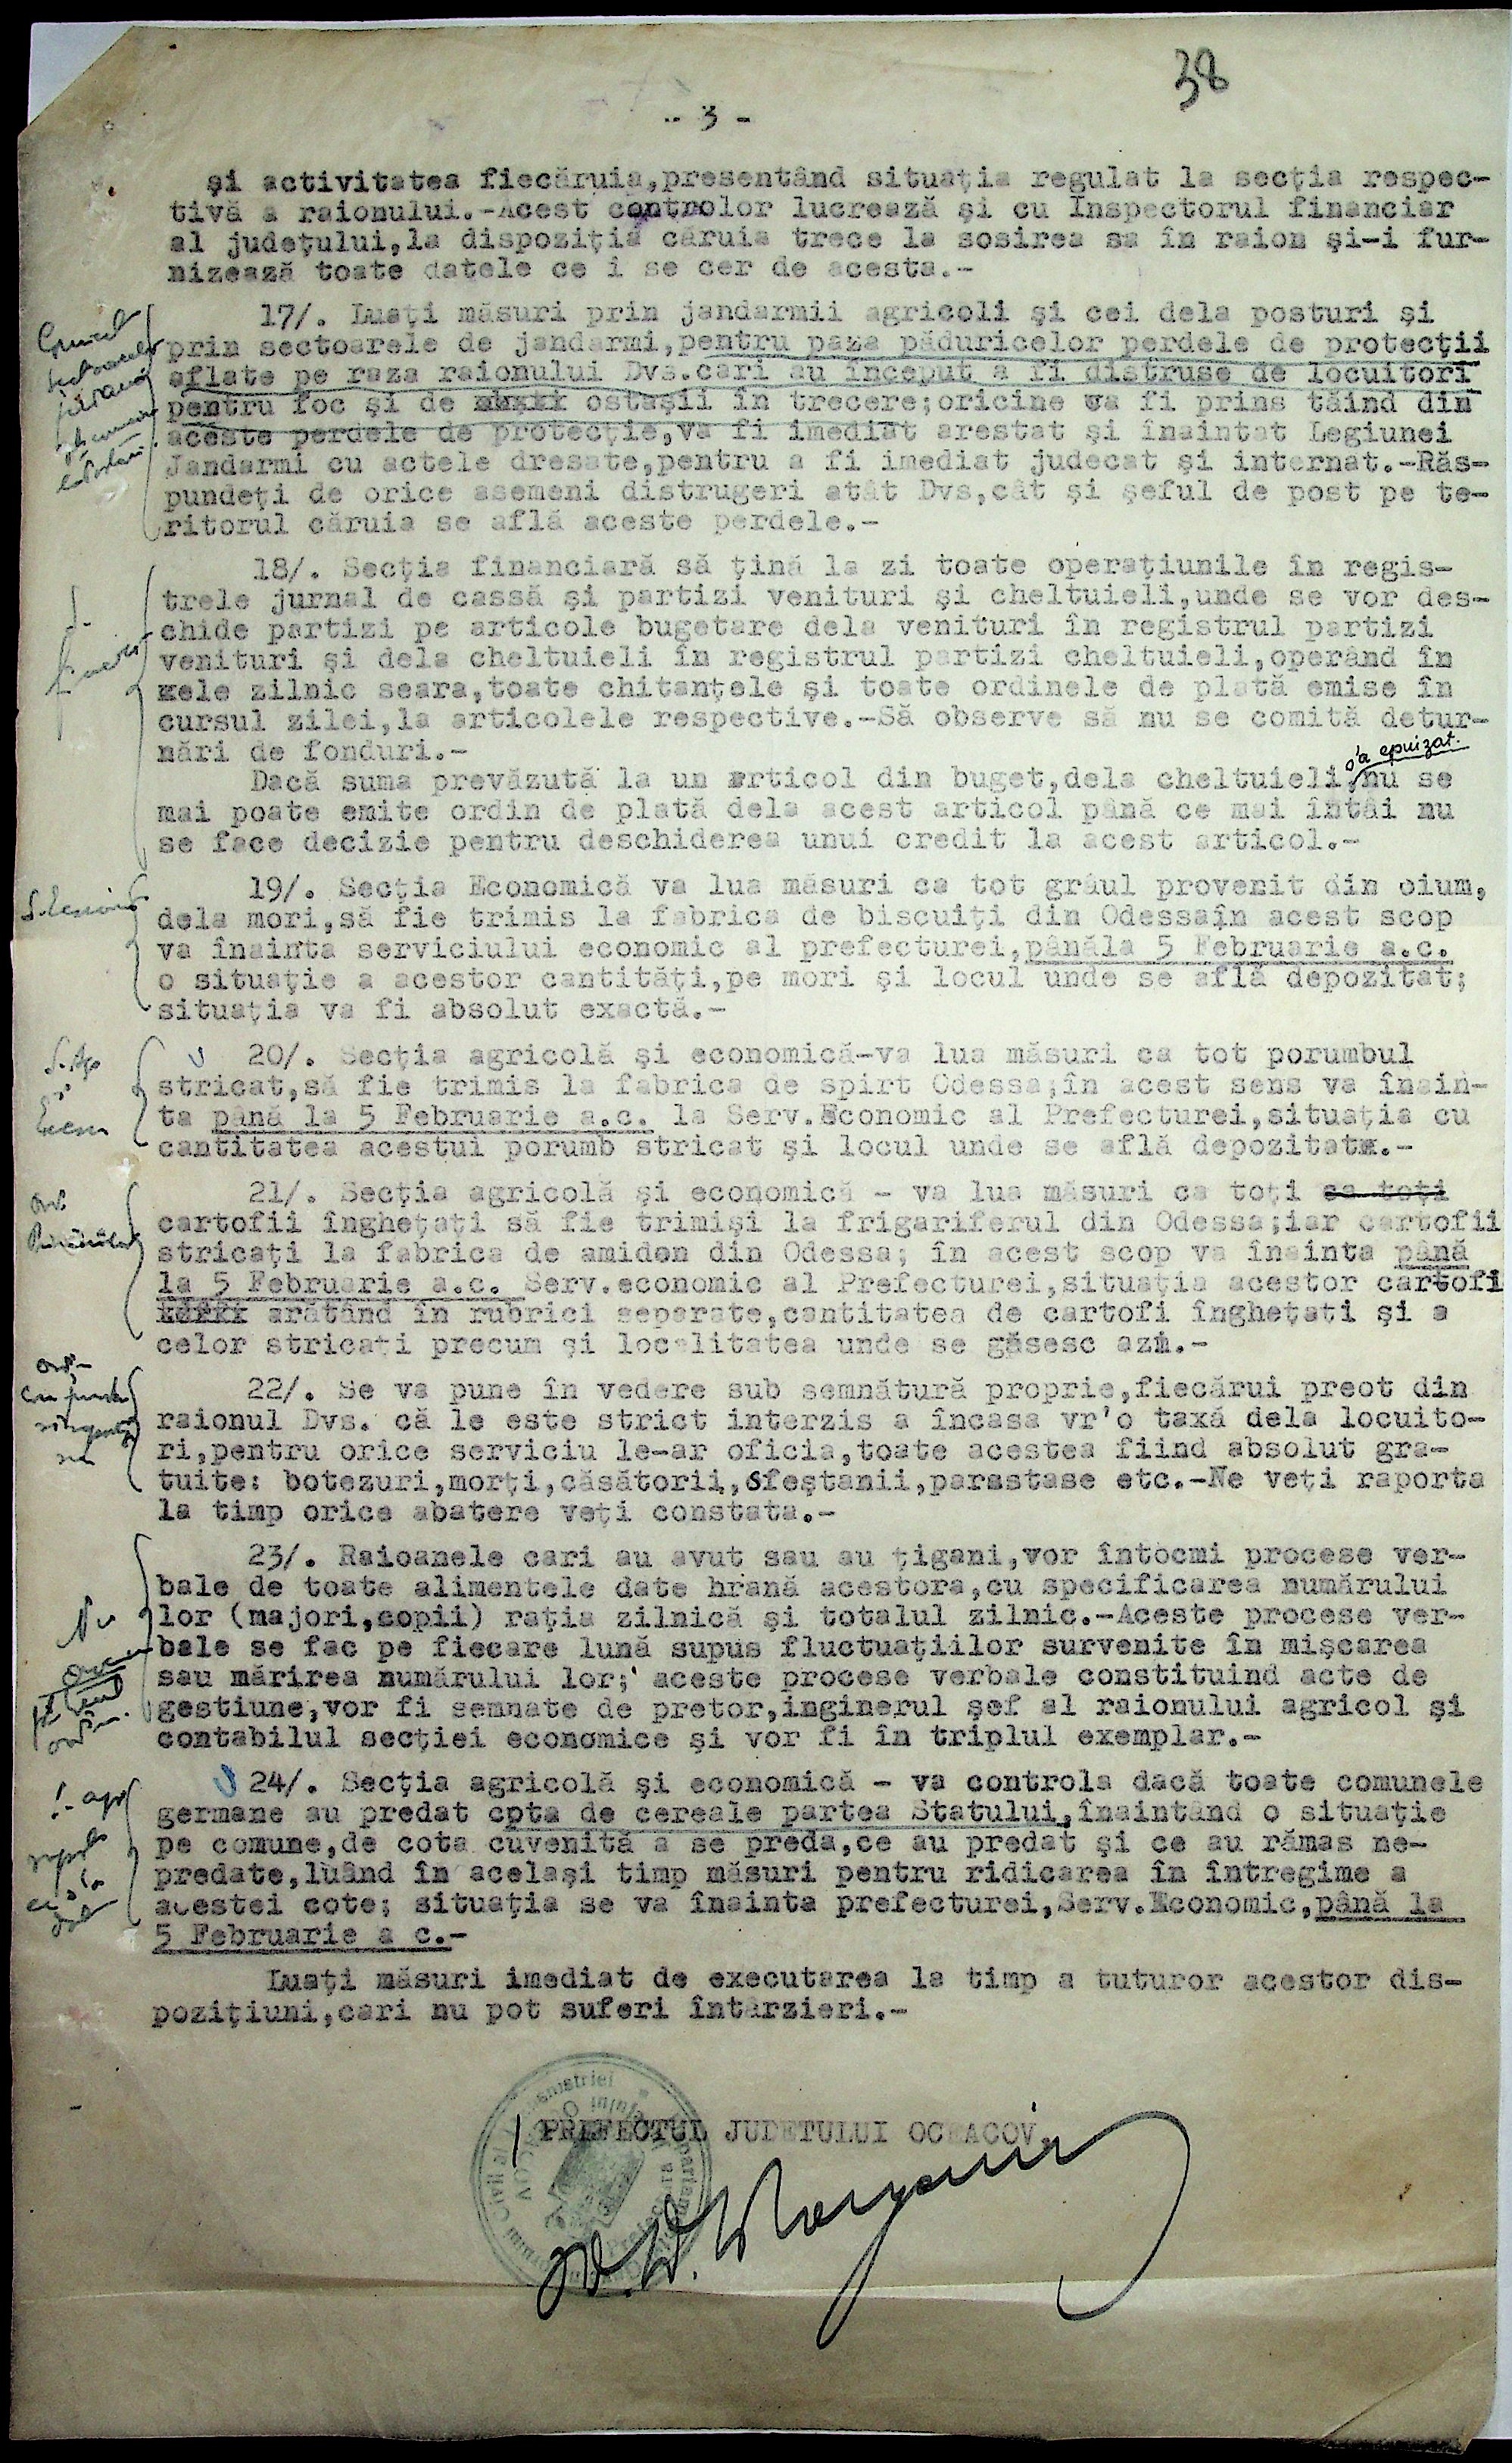 38
- 3 -
şi activitatea fiecăruia,presentând situaţia regulat la secţia respec-
tivă a raionului.-Acest controlor lucrează şi cu Inspectorul financiar
al judeţului,la dispoziţia căruia trece la sosirea sa în raion şi-i fur-
nizează toate datele ce i se cer de acesta.-
17/. Luaţi măsuri prin jandarmii agricoli şi cei dela posturi şi
prin sectoarele de jandarmi,pentru paza păduricelor perdele de protecţii
aflate pe raza raionului Dvs.cari au început a fi distruse de locuitori
pentru foc şi de ostaşii în trecere;oricine va fi prins tăind din
aceste perdele de protecţie,va fi imediat arestat şi înaintat Legiunei
Jandarmi cu actele dresate,pentru a fi imediat judecat şi internat.-Răs-
pundeţi de orice asemeni distrugeri atât Dvs,cât şi şeful de post pe te-
ritorul căruia se află aceste perdele.-
18/. Secţia financiară să ţină la zi toate operaţiunile în regis-
trele jurnal de cassă şi partizi venituri şi cheltuieli,unde se vor des-
chide partizi pe articole bugetare dela venituri în registrul partizi
venituri şi dela cheltuieli în registrul partizi cheltuieli,operând în
ele zilnic seara,toate chitanţele şi toate ordinele de plată emise în
cursul zilei,la articolele respective.-Să observe să nu se comită detur-
nări de fonduri.-
s'a epuizat.
Dacă suma prevăzută la un articol din buget,dela cheltuieli,nu se
mai poate emite ordin de plată dela acest articol până ce mai întâi nu
se face decizie pentru deschiderea unui credit la acest articol.-
19/. Secţia Economică va lua măsuri ca tot grâul provenit din oium,
dela mori,să fie trimis la fabrica de biscuiţi din Odessaîn acest scop
va înainta serviciului economic al prefecturei,pânăla 5 Februarie a.c.
o situaţie a acestor cantităţi,pe mori şi locul unde se află depozitat;
situaţia va fi absolut exactă.-
20/. Secţia agricolă şi economică-va lua măsuri ca tot porumbul
stricat,să fie trimis la fabrica de spirt Odessa;în acest sens va înain-
ta până la 5 Februarie a.c. la Serv.Economic al Prefecturei,situaţia cu
cantitatea acestui porumb stricat şi locul unde se află depozitat.-
21/. Secţia agricolă şi economică - va lua măsuri ca toţi ca toţi
cartofii îngheţaţi să fie trimişi la frigariferul din Odessa;iar cartofii
stricaţi la fabrica de amidon din Odessa; în acest scop va înainta până
la 5 Februarie a.c. Serv.economic al Prefecturei,situaţia acestor cartofi
arătând în rubrici separate,cantitatea de cartofi îngheţaţi şi a
celor stricaţi precum şi localitatea unde se găsesc azi.-
22/. Se va pune în vedere sub semnătură proprie,fiecărui preot din
raionul Dvs. că le este strict interzis a încasa vr'o taxă dela locuito-
ri,pentru orice serviciu le-ar oficia,toate acestea fiind absolut gra-
tuite: botezuri,morţi,căsătorii,sfeştanii,parastase etc.-Ne veţi raporta
la timp orice abatere veţi constata.-
23/. Raioanele cari au avut sau au ţigani,vor întocmi procese ver-
bale de toate alimentele date hrană acestora,cu specificarea numărului
lor (majori,copii) raţia zilnică şi totalul zilnic.-Aceste procese ver-
bale se fac pe fiecare lună supus fluctuaţiilor survenite în mişcarea
sau mărirea numărului lor; aceste procese verbale constituind acte de
gestiune,vor fi semnate de pretor,inginerul şef al raionului agricol şi
contabilul secţiei economice şi vor fi în triplul exemplar.-
24/. Secţia agricolă şi economică - va controla dacă toate comunele
germane au predat cota de cereale partea Statului,înaintând o situaţie
pe comune,de cota cuvenită a se preda,ce au predat şi ce au rămas ne-
predate,luând în acelaşi timp măsuri pentru ridicarea în întregime a
acestei cote; situaţia se va înainta prefecturei,Serv.Economic,până la
5 Februarie a c.-
Luaţi măsuri imediat de executarea la timp a tuturor acestor dis-
poziţiuni,cari nu pot suferi întârzieri.-
PREFECTUL JUDETULUI OCEACOV,